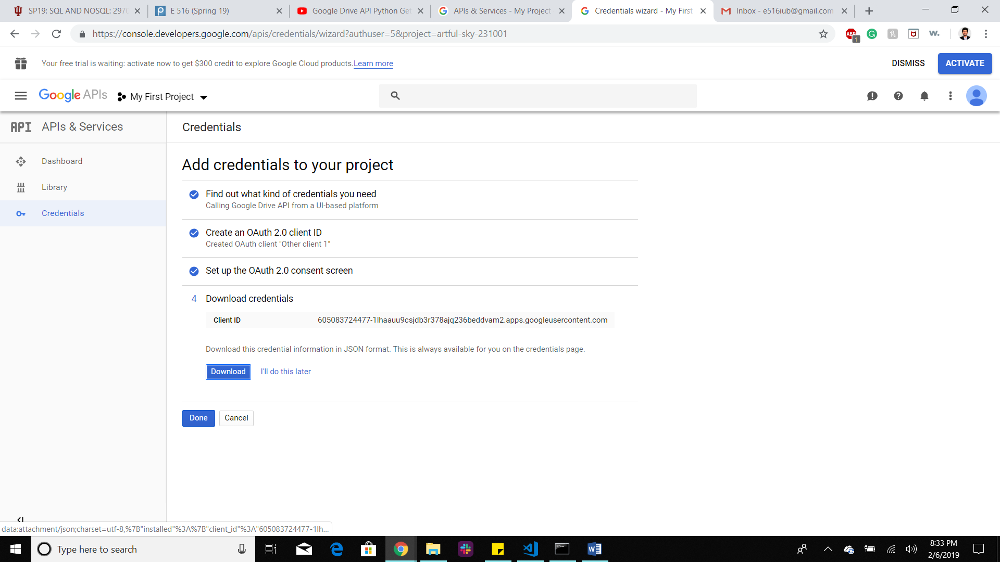 SP19: SQL AND NOSQL: 2970
E 516 (Spring 19)
Google Drive API Python Get
APIs & Services - My Project
Credentials wizard - My First
Inbox - e516iub@gmail.com
https://console.developers.google.com/apis/credentials/wizard?authuser=5&project=artful-sky-231001
ABP
1
w.
Your free trial is waiting: activate now to get $300 credit to explore Google Cloud products. Learn more
DISMISS
ACTIVATE
Google APIs
My First Project
API APIs & Services
Credentials
Dashboard
Library
Credentials
Add credentials to your project
Find out what kind of credentials you need
Calling Google Drive API from a UI-based platform
Create an OAuth 2.0 client ID
Created OAuth client "Other client 1"
Set up the OAuth 2.0 consent screen
4 Download credentials
Client ID 605083724477-1lhaauu9csjdb3r378ajq236beddvam2.apps.googleusercontent.com
Download this credential information in JSON format. This is always available for you on the credentials page.
Download I'll do this later
Done Cancel
data:attachment/json;charset=utf-8,%7B"installed"%3A%7B"client_id"%3A"605083724477-1lh...
Type here to search
8:33 PM
2/6/2019